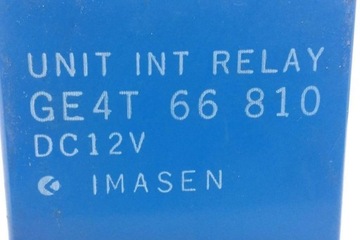 UNIT INT RELAY
GE4T 66 810
DC12V
IMASEN